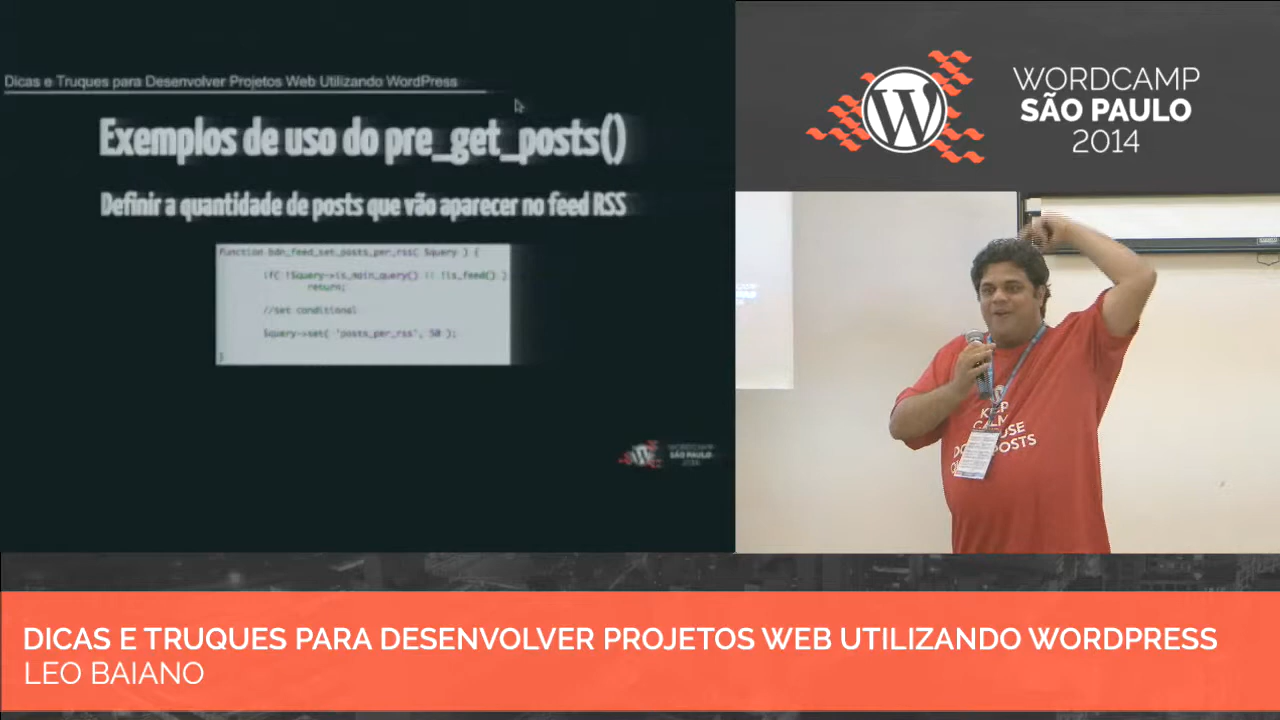 Dicas e Truques para Desenvolver Projetos Web Utilizando WordPress
Exemplos de uso do pre_get_posts()
Definir a quantidade de posts que vão aparecer no feed RSS
function bdn_feed_set_posts_per_rss( $query ) {
if( !$query->is_main_query() || !is_feed() )
return;
//set conditional
$query->set( 'posts_per_rss', 50 );
}
WORDCAMP
SÃO PAULO
2014
WORDCAMP
SÃO PAULO
2014
KEEP
CALM
USE
POSTS
DICAS E TRUQUES PARA DESENVOLVER PROJETOS WEB UTILIZANDO WORDPRESS
LEO BAIANO